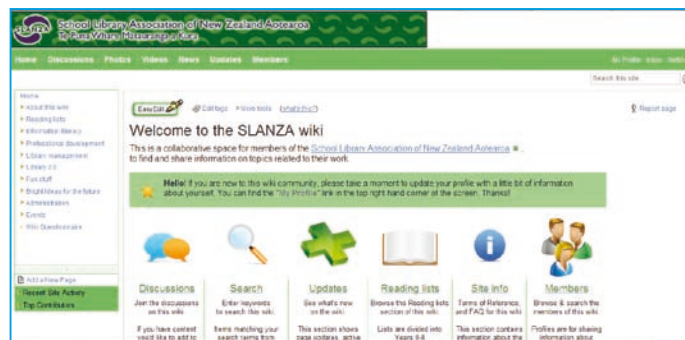 SLANZA
School Library Association of New Zealand Aotearoa
Te Puna Whare Matauranga a Kura
Home Discussions Photos Videos News Updates Members
My Profile
Search this site
Home
About this wiki
Reading lists
Information literacy
Professional development
Library management
Library 2.0
Fun stuff
Bright ideas for the future
Administration
Events
Wiki Questionnaire
Add a New Page
Recent Site Activity
Top Contributors
EasyEdit Edit tags More tools (what's this?)
Report page
Welcome to the SLANZA wiki
This is a collaborative space for members of the School Library Association of New Zealand Aotearoa ,
to find and share information on topics related to their work.
Hello! If you are new to this wiki community, please take a moment to update your profile with a little bit of information
about yourself. You can find the "My Profile" link in the top right hand corner of the screen. Thanks!
Discussions
Join the discussions
on this wiki
If you have content
you'd like to add to
Search
Enter keywords
to search this wiki.
Items matching your
search terms from
Updates
See what's new
on the wiki
This section shows
page updates, active
Reading lists
Browse the Reading lists
section of this wiki
Lists are divided into
Years 0-8
Site Info
Terms of Reference,
and FAQ for this wiki
This section contains
information about the
Members
Browse & search the
members of this wiki.
Profiles are for sharing
information about